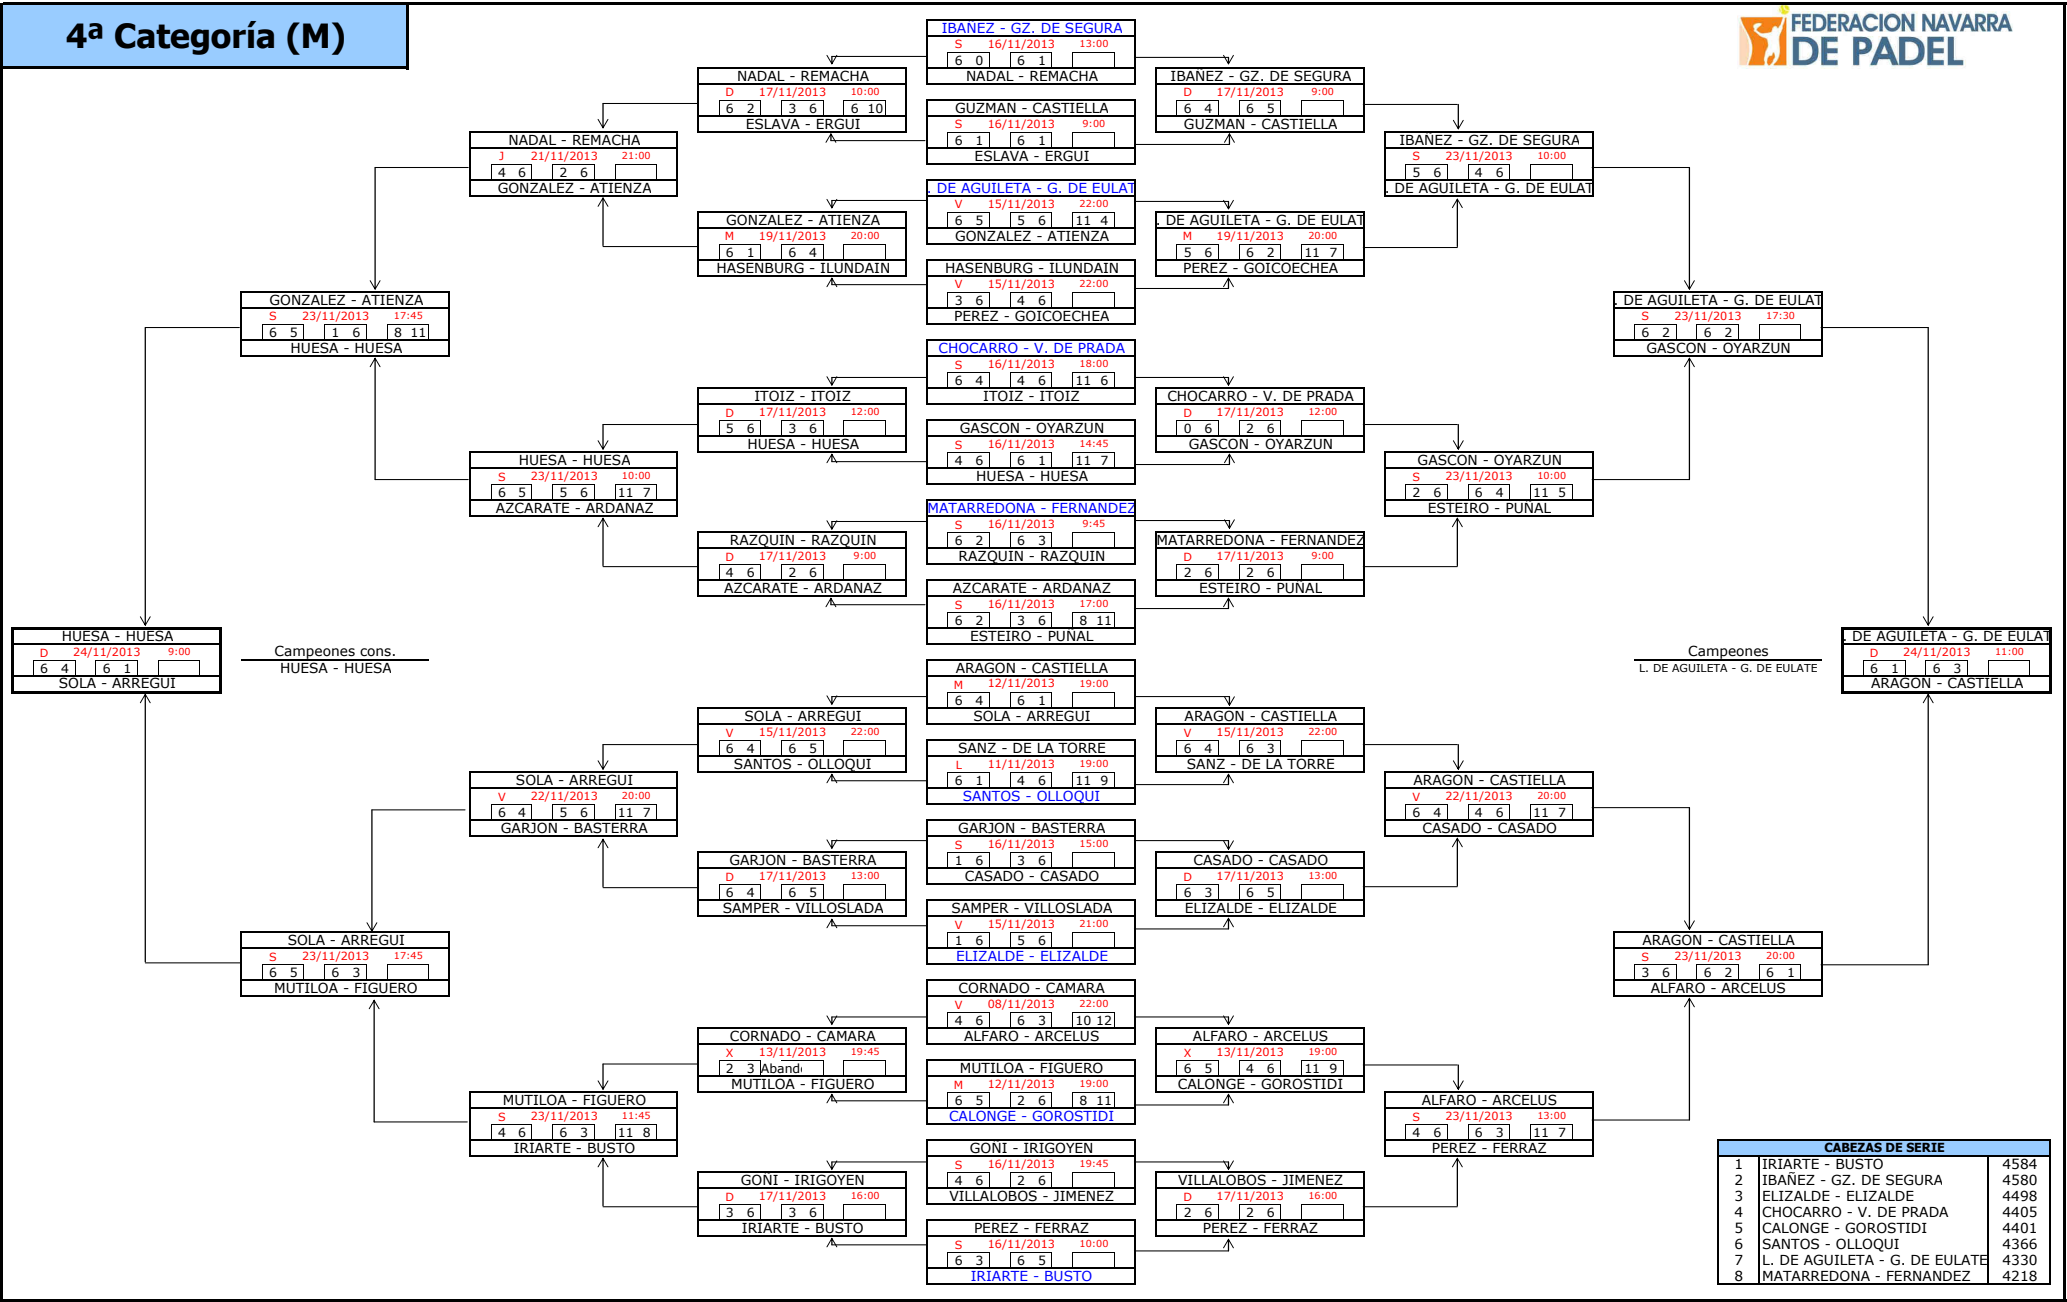 4ª Categoría (M)
FEDERACION NAVARRA
DE PADEL
HUESA - HUESA
D 24/11/2013 9:00
6 4 6 1
SOLA - ARREGUI
Campeones cons.
HUESA - HUESA
GONZALEZ - ATIENZA
S 23/11/2013 17:45
6 5 1 6 8 11
HUESA - HUESA
SOLA - ARREGUI
S 23/11/2013 17:45
6 5 6 3
MUTILOA - FIGUERO
NADAL - REMACHA
J 21/11/2013 21:00
4 6 2 6
GONZALEZ - ATIENZA
HUESA - HUESA
S 23/11/2013 10:00
6 5 5 6 11 7
AZCARATE - ARDANAZ
SOLA - ARREGUI
V 22/11/2013 20:00
6 4 5 6 11 7
GARJON - BASTERRA
MUTILOA - FIGUERO
S 23/11/2013 11:45
4 6 6 3 11 8
IRIARTE - BUSTO
NADAL - REMACHA
D 17/11/2013 10:00
6 2 3 6 6 10
ESLAVA - ERGUI
GONZALEZ - ATIENZA
M 19/11/2013 20:00
6 1 6 4
HASENBURG - ILUNDAIN
ITOIZ - ITOIZ
D 17/11/2013 12:00
5 6 3 6
HUESA - HUESA
RAZQUIN - RAZQUIN
D 17/11/2013 9:00
4 6 2 6
AZCARATE - ARDANAZ
SOLA - ARREGUI
V 15/11/2013 22:00
6 4 6 5
SANTOS - OLLOQUI
GARJON - BASTERRA
D 17/11/2013 13:00
6 4 6 5
SAMPER - VILLOSLADA
CORNADO - CAMARA
X 13/11/2013 19:45
2 3 Aband
MUTILOA - FIGUERO
GOÑI - IRIGOYEN
D 17/11/2013 16:00
3 6 3 6
IRIARTE - BUSTO
IBAÑEZ - GZ. DE SEGURA
S 16/11/2013 13:00
6 0 6 1
NADAL - REMACHA
GUZMAN - CASTIELLA
S 16/11/2013 9:00
6 1 6 1
ESLAVA - ERGUI
. DE AGUILETA - G. DE EULAT
V 15/11/2013 22:00
6 5 5 6 11 4
GONZALEZ - ATIENZA
HASENBURG - ILUNDAIN
V 15/11/2013 22:00
3 6 4 6
PEREZ - GOICOECHEA
CHOCARRO - V. DE PRADA
S 16/11/2013 18:00
6 4 4 6 11 6
ITOIZ - ITOIZ
GASCON - OYARZUN
S 16/11/2013 14:45
4 6 6 1 11 7
HUESA - HUESA
MATARREDONA - FERNANDEZ
S 16/11/2013 9:45
6 2 6 3
RAZQUIN - RAZQUIN
AZCARATE - ARDANAZ
S 16/11/2013 17:00
6 2 3 6 8 11
ESTEIRO - PUÑAL
ARAGON - CASTIELLA
M 12/11/2013 19:00
6 4 6 1
SOLA - ARREGUI
SANZ - DE LA TORRE
L 11/11/2013 19:00
6 1 4 6 11 9
SANTOS - OLLOQUI
GARJON - BASTERRA
S 16/11/2013 15:00
1 6 3 6
CASADO - CASADO
SAMPER - VILLOSLADA
V 15/11/2013 21:00
1 6 5 6
ELIZALDE - ELIZALDE
CORNADO - CAMARA
V 08/11/2013 22:00
4 6 6 3 10 12
ALFARO - ARCELUS
MUTILOA - FIGUERO
M 12/11/2013 19:00
6 5 2 6 8 11
CALONGE - GOROSTIDI
GOÑI - IRIGOYEN
S 16/11/2013 19:45
4 6 2 6
VILLALOBOS - JIMENEZ
PEREZ - FERRAZ
S 16/11/2013 10:00
6 3 6 5
IRIARTE - BUSTO
IBAÑEZ - GZ. DE SEGURA
D 17/11/2013 9:00
6 4 6 5
GUZMAN - CASTIELLA
. DE AGUILETA - G. DE EULAT
M 19/11/2013 20:00
5 6 6 2 11 7
PEREZ - GOICOECHEA
CHOCARRO - V. DE PRADA
D 17/11/2013 12:00
0 6 2 6
GASCON - OYARZUN
MATARREDONA - FERNANDEZ
D 17/11/2013 9:00
2 6 2 6
ESTEIRO - PUÑAL
ARAGON - CASTIELLA
V 15/11/2013 22:00
6 4 6 3
SANZ - DE LA TORRE
CASADO - CASADO
D 17/11/2013 13:00
6 3 6 5
ELIZALDE - ELIZALDE
ALFARO - ARCELUS
X 13/11/2013 19:00
6 5 4 6 11 9
CALONGE - GOROSTIDI
VILLALOBOS - JIMENEZ
D 17/11/2013 16:00
2 6 2 6
PEREZ - FERRAZ
IBAÑEZ - GZ. DE SEGURA
S 23/11/2013 10:00
5 6 4 6
. DE AGUILETA - G. DE EULAT
GASCON - OYARZUN
S 23/11/2013 10:00
2 6 6 4 11 5
ESTEIRO - PUÑAL
ARAGON - CASTIELLA
V 22/11/2013 20:00
6 4 4 6 11 7
CASADO - CASADO
ALFARO - ARCELUS
S 23/11/2013 13:00
4 6 6 3 11 7
PEREZ - FERRAZ
. DE AGUILETA - G. DE EULAT
S 23/11/2013 17:30
6 2 6 2
GASCON - OYARZUN
ARAGON - CASTIELLA
S 23/11/2013 20:00
3 6 6 2 6 1
ALFARO - ARCELUS
Campeones
L. DE AGUILETA - G. DE EULATE
. DE AGUILETA - G. DE EULAT
D 24/11/2013 11:00
6 1 6 3
ARAGON - CASTIELLA
CABEZAS DE SERIE
1 IRIARTE - BUSTO 4584
2 IBAÑEZ - GZ. DE SEGURA 4580
3 ELIZALDE - ELIZALDE 4498
4 CHOCARRO - V. DE PRADA 4405
5 CALONGE - GOROSTIDI 4401
6 SANTOS - OLLOQUI 4366
7 L. DE AGUILETA - G. DE EULATE 4330
8 MATARREDONA - FERNANDEZ 4218